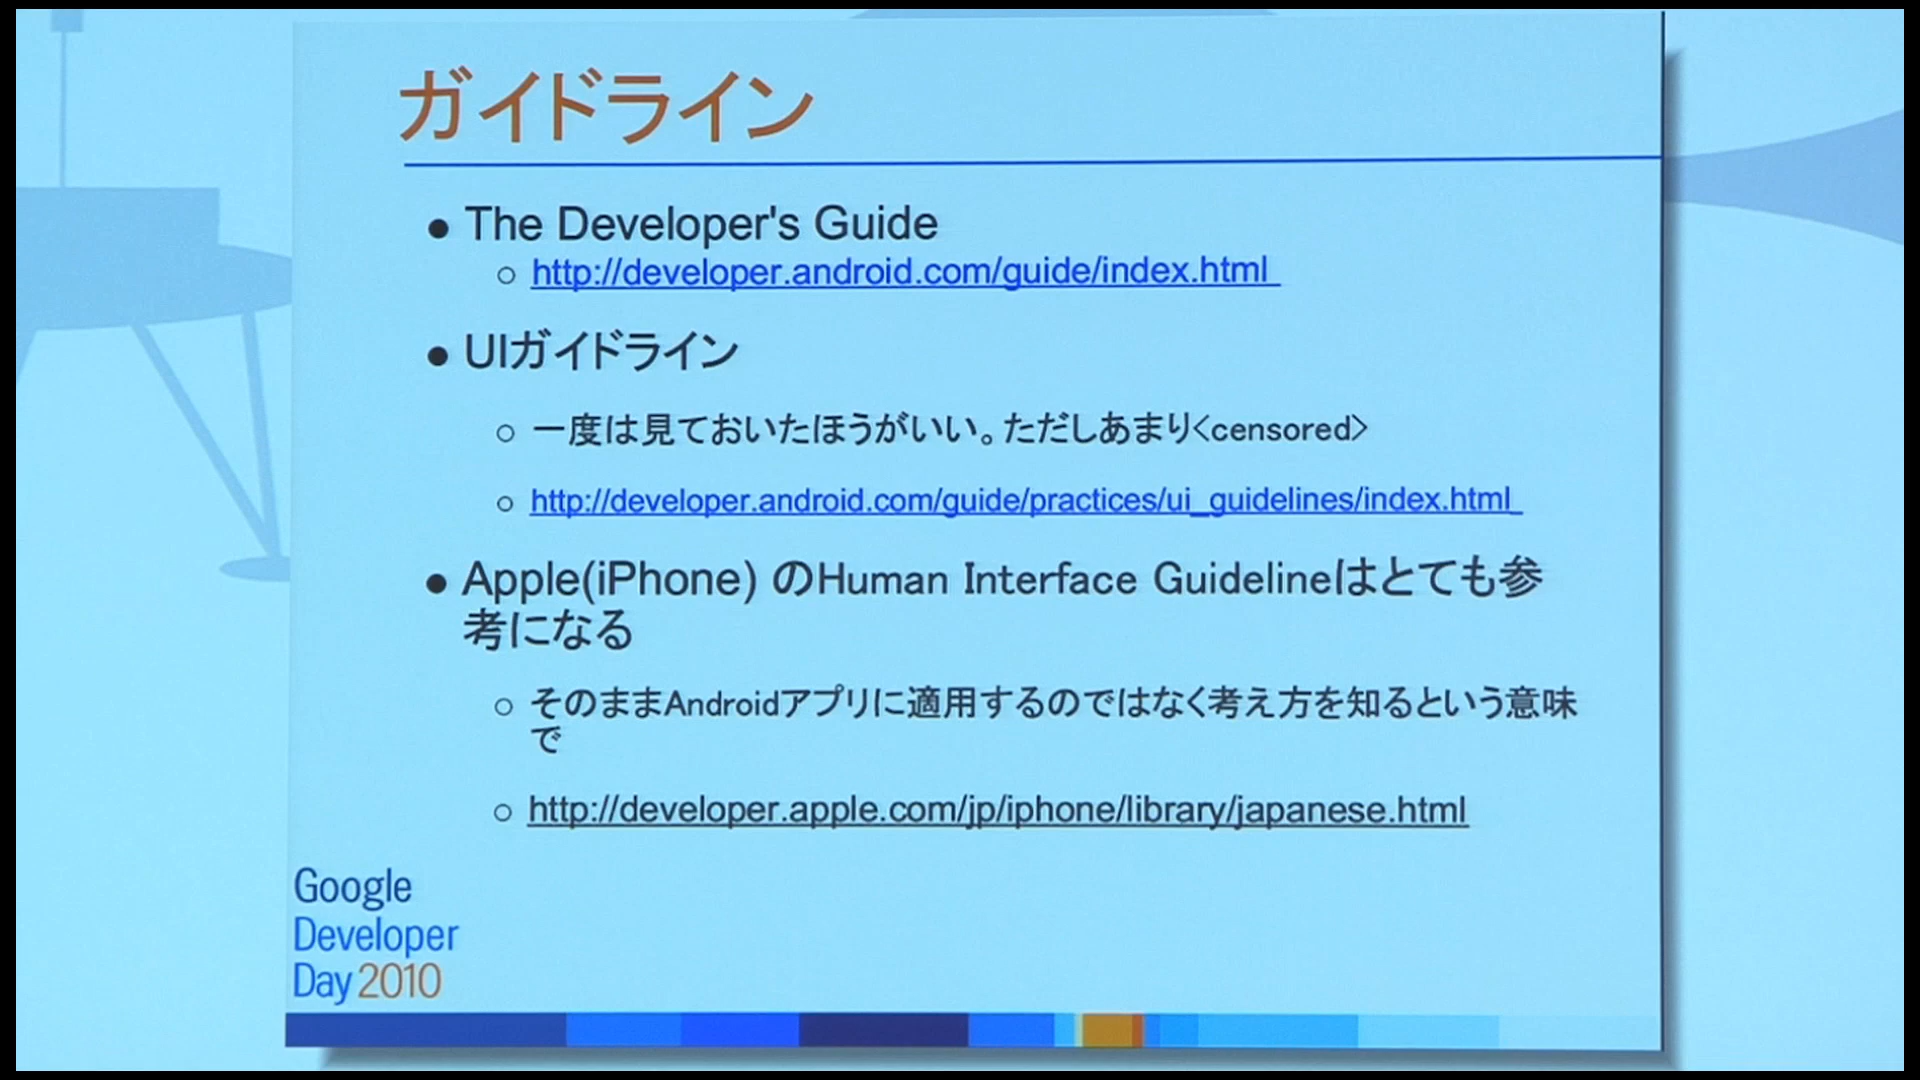 ガイドライン
The Developer's Guide
http://developer.android.com/guide/index.html
UIガイドライン
一度は見ておいたほうがいい。ただしあまり<censored>
http://developer.android.com/guide/practices/ui_guidelines/index.html
Apple(iPhone) のHuman Interface Guidelineはとても参
考になる
そのままAndroidアプリに適用するのではなく考え方を知るという意味
で
http://developer.apple.com/jp/iphone/library/japanese.html
Google
Developer
Day 2010